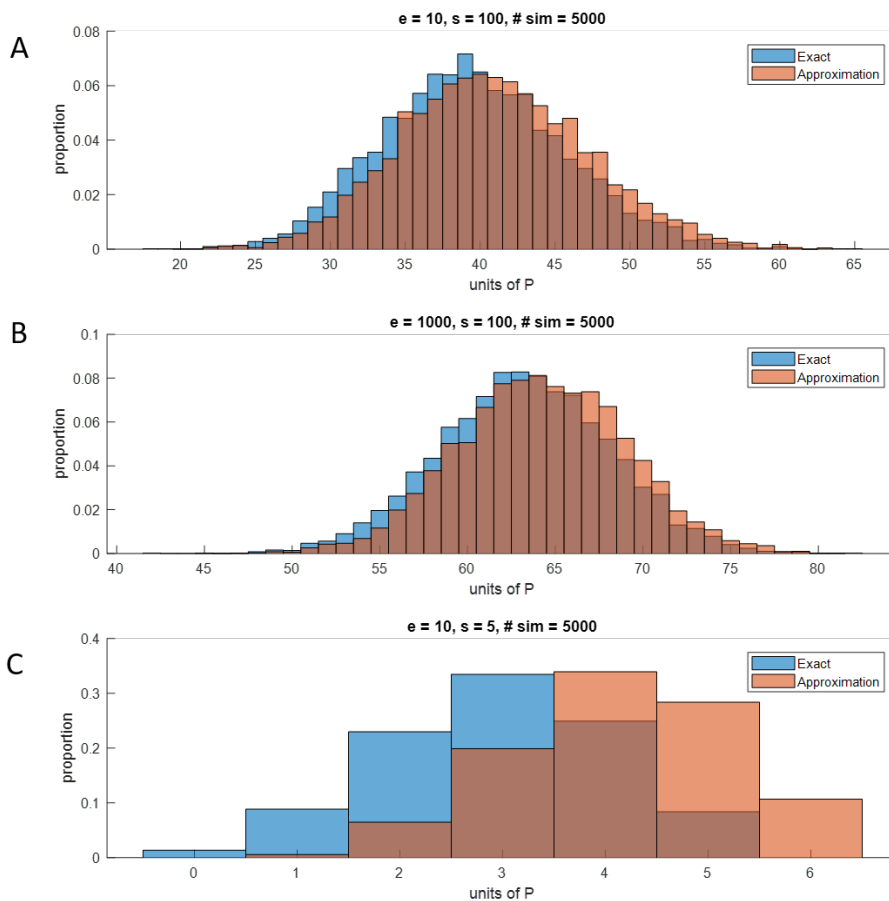 A
e = 10, s = 100, # sim = 5000
Exact
Approximation
proportion
0.08
0.06
0.04
0.02
0
20 25 30 35 40 45 50 55 60 65
units of P
B
e = 1000, s = 100, # sim = 5000
Exact
Approximation
proportion
0.1
0.08
0.06
0.04
0.02
0
40 45 50 55 60 65 70 75 80
units of P
C
e = 10, s = 5, # sim = 5000
Exact
Approximation
proportion
0.4
0.3
0.2
0.1
0
0 1 2 3 4 5 6
units of P